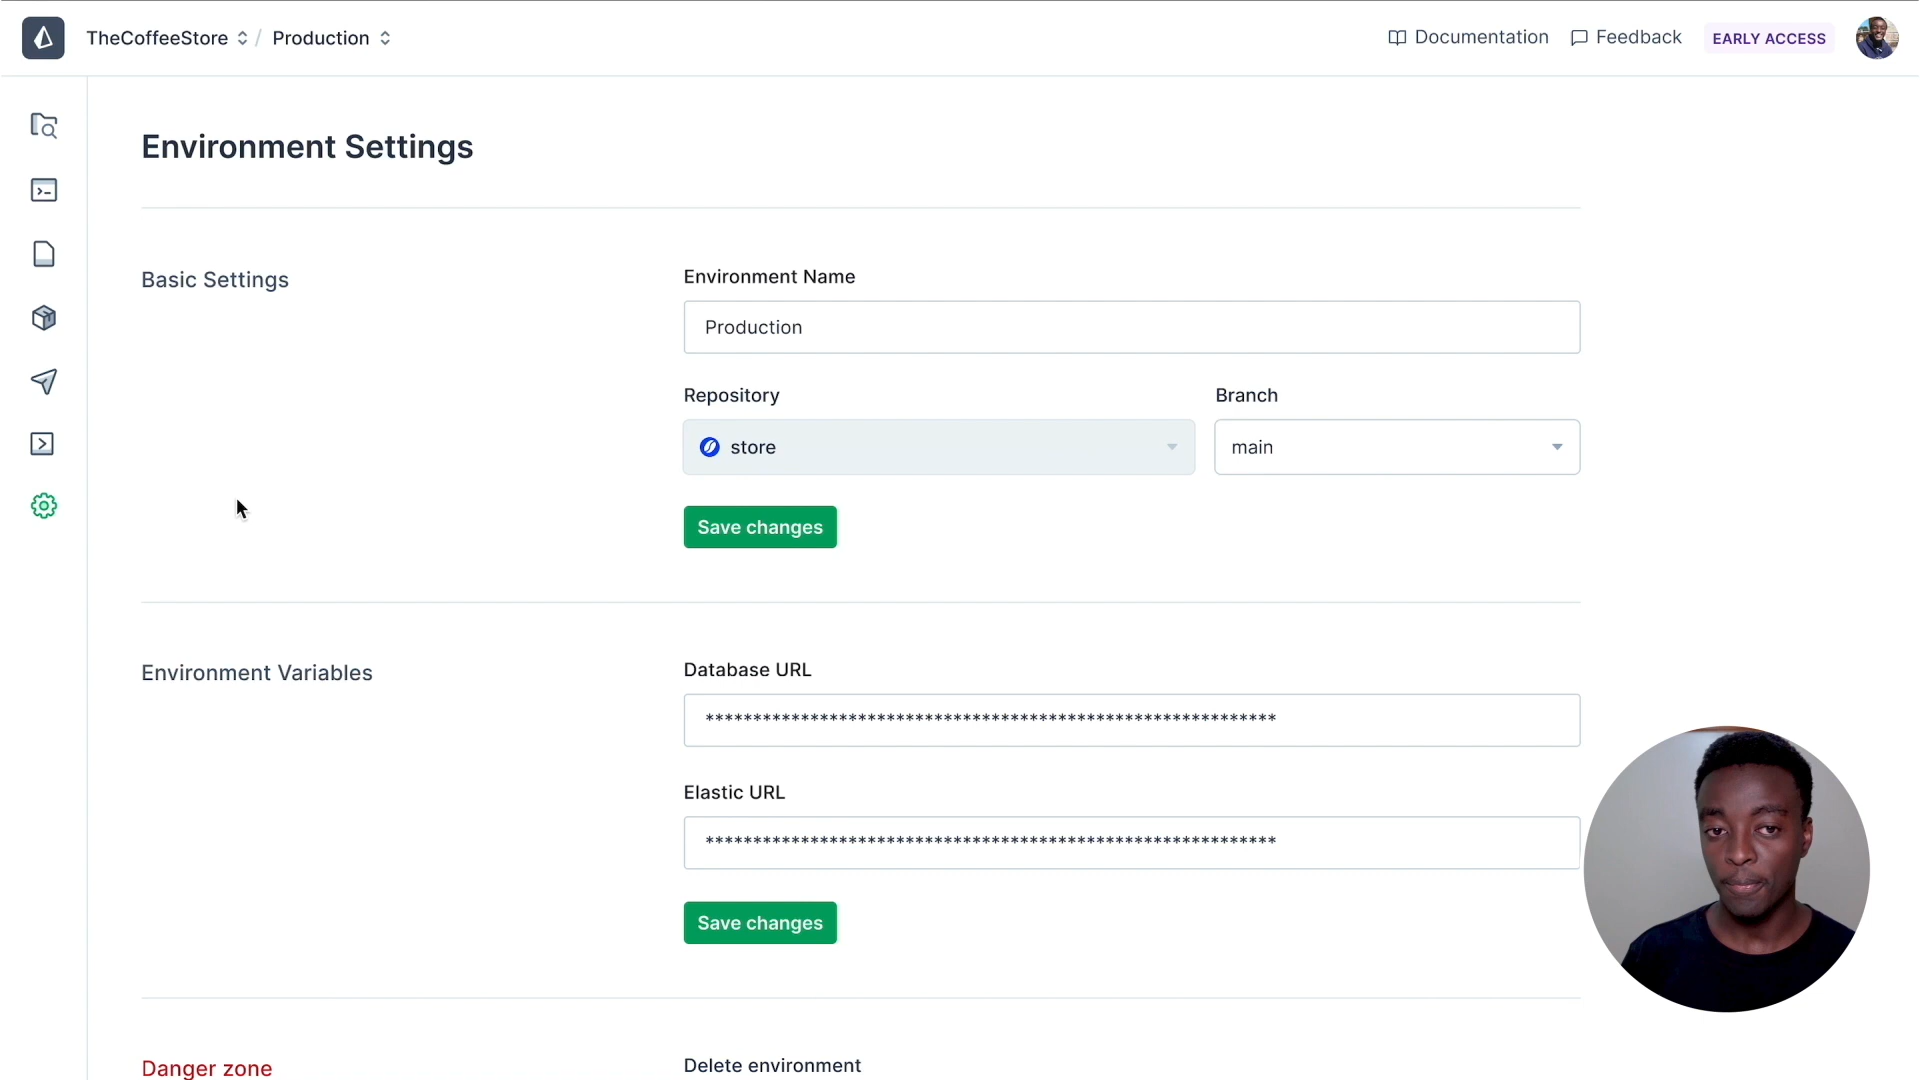 TheCoffeeStore / Production
Documentation
Feedback
EARLY ACCESS
Environment Settings
Basic Settings
Environment Name
Production
Repository
Branch
store
main
Save changes
Environment Variables
Database URL
************************************************************
Elastic URL
************************************************************
Save changes
Danger zone
Delete environment